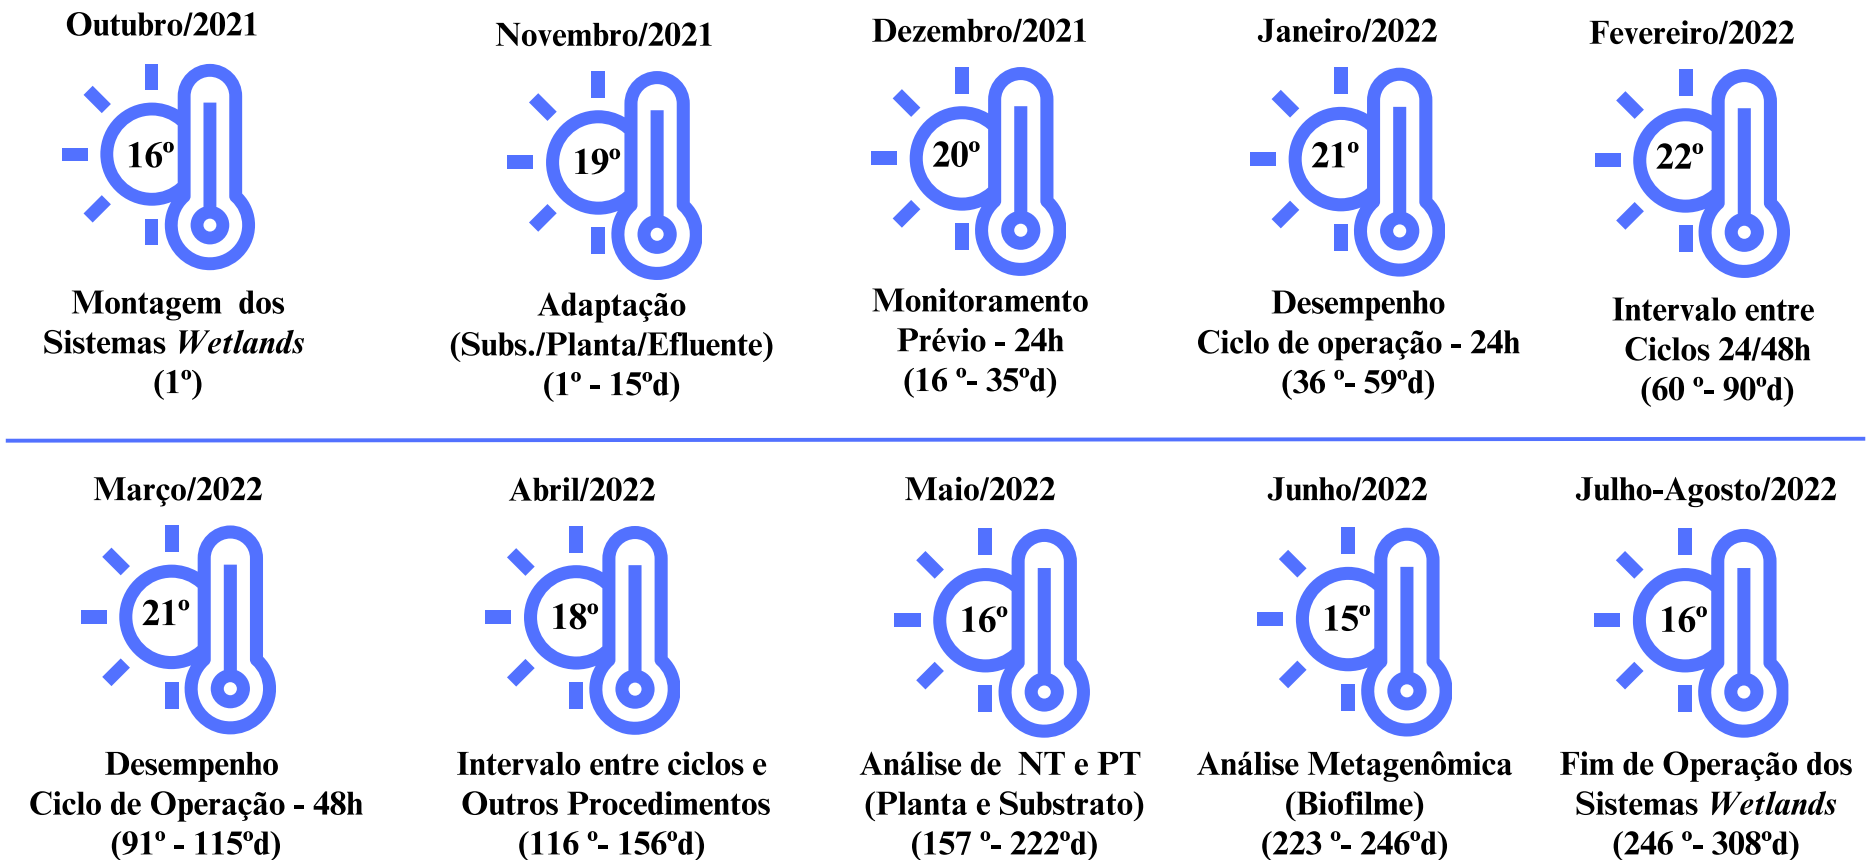 Outubro/2021
16º
Montagem dos
Sistemas Wetlands
(1º)
Novembro/2021
19º
Adaptação
(Subs./Planta/Efluente)
(1º - 15ºd)
Dezembro/2021
20º
Monitoramento
Prévio - 24h
(16 º- 35ºd)
Janeiro/2022
21º
Desempenho
Ciclo de operação - 24h
(36 º- 59ºd)
Fevereiro/2022
22º
Intervalo entre
Ciclos 24/48h
(60 º- 90ºd)
Março/2022
21º
Desempenho
Ciclo de Operação - 48h
(91º - 115ºd)
Abril/2022
18º
Intervalo entre ciclos e
Outros Procedimentos
(116 º- 156ºd)
Maio/2022
16º
Análise de NT e PT
(Planta e Substrato)
(157 º- 222ºd)
Junho/2022
15º
Análise Metagenômica
(Biofilme)
(223 º- 246ºd)
Julho-Agosto/2022
16º
Fim de Operação dos
Sistemas Wetlands
(246 º- 308ºd)